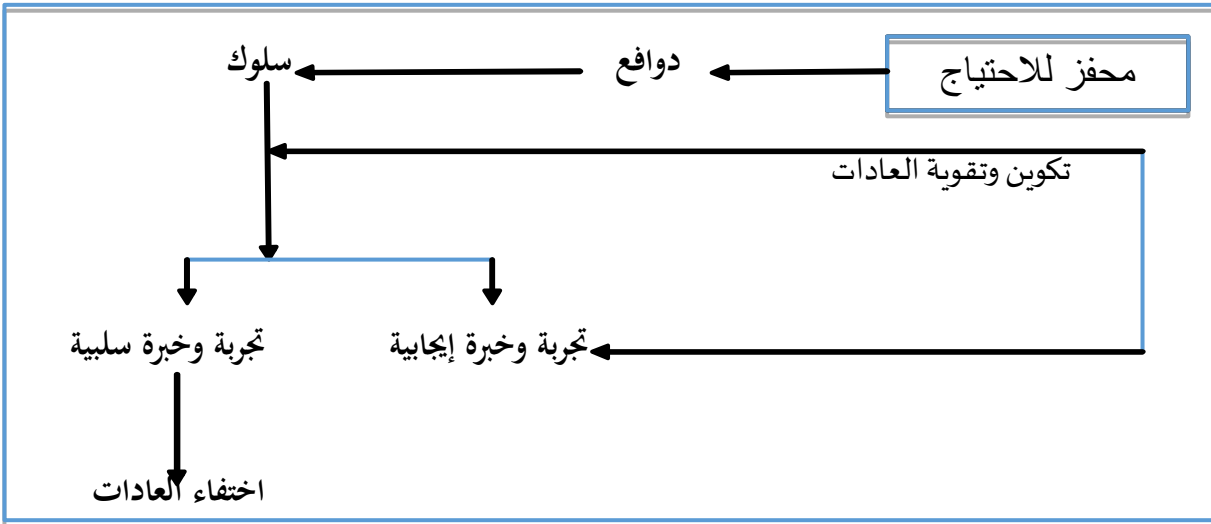 محفز للاحتياج
دوافع
سلوك
تكوين وتقوية العادات
تجربة وخبرة إيجابية
تجربة وخبرة سلبية
اختفاء العادات